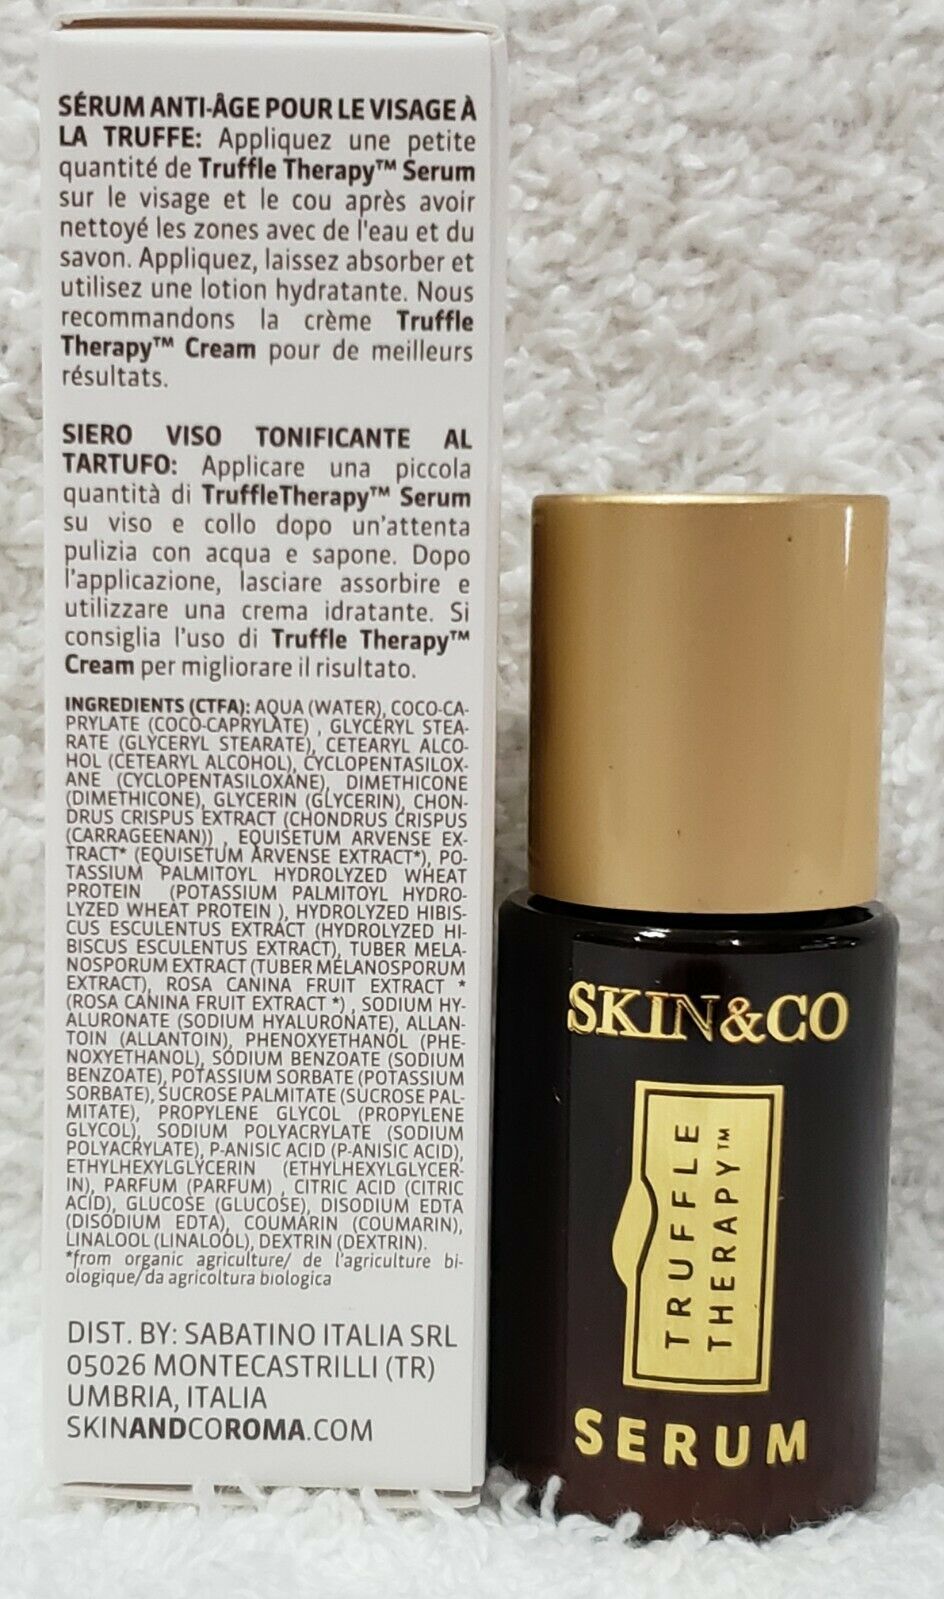 SÉRUM ANTI-ÂGE POUR LE VISAGE À
LA TRUFFE: Appliquez une petite
quantité de Truffle Therapy™ Serum
sur le visage et le cou après avoir
nettoyé les zones avec de l'eau et du
savon. Appliquez, laissez absorber et
utilisez une lotion hydratante. Nous
recommandons la crème Truffle
Therapy™ Cream pour de meilleurs
résultats.
SIERO VISO TONIFICANTE AL
TARTUFO: Applicare una piccola
quantità di TruffleTherapy™ Serum
su viso e collo dopo un'attenta
pulizia con acqua e sapone. Dopo
l'applicazione, lasciare assorbire e
utilizzare una crema idratante. Si
consiglia l'uso di Truffle Therapy™
Cream per migliorare il risultato.
INGREDIENTS (CTFA): AQUA (WATER), COCO-CA-
PRYLATE (COCO-CAPRYLATE) , GLYCERYL STEA-
RATE (GLYCERYL STEARATE), CETEARYL ALCO-
HOL (CETEARYL ALCOHOL), CYCLOPENTASILOX-
ANE (CYCLOPENTASILOXANE), DIMETHICONE
(DIMETHICONE), GLYCERIN (GLYCERIN), CHON-
DRUS CRISPUS EXTRACT (CHONDRUS CRISPUS
(CARRAGEENAN)) , EQUISETUM ARVENSE EX-
TRACT* (EQUISETUM ARVENSE EXTRACT*), PO-
TASSIUM PALMITOYL HYDROLYZED WHEAT
PROTEIN (POTASSIUM PALMITOYL HYDRO-
LYZED WHEAT PROTEIN ), HYDROLYZED HIBIS-
CUS ESCULENTUS EXTRACT (HYDROLYZED HI-
BISCUS ESCULENTUS EXTRACT), TUBER MELA-
NOSPORUM EXTRACT (TUBER MELANOSPORUM
EXTRACT), ROSA CANINA FRUIT EXTRACT *
(ROSA CANINA FRUIT EXTRACT *) , SODIUM HY-
ALURONATE (SODIUM HYALURONATE), ALLAN-
TOIN (ALLANTOIN), PHENOXYETHANOL (PHE-
NOXYETHANOL), SODIUM BENZOATE (SODIUM
BENZOATE), POTASSIUM SORBATE (POTASSIUM
SORBATE), SUCROSE PALMITATE (SUCROSE PAL-
MITATE), PROPYLENE GLYCOL (PROPYLENE
GLYCOL), SODIUM POLYACRYLATE (SODIUM
POLYACRYLATE), P-ANISIC ACID (P-ANISIC ACID),
ETHYLHEXYLGLYCERIN (ETHYLHEXYLGLYCER-
IN), PARFUM (PARFUM) , CITRIC ACID (CITRIC
ACID), GLUCOSE (GLUCOSE), DISODIUM EDTA
(DISODIUM EDTA), COUMARIN (COUMARIN),
LINALOOL (LINALOOL), DEXTRIN (DEXTRIN).
*from organic agriculture/ de l'agriculture bi-
ologique/da agricoltura biologica
DIST. BY: SABATINO ITALIA SRL
05026 MONTECASTRILLI (TR)
UMBRIA, ITALIA
SKINANDCOROMA.COM
SKIN&CO
TRUFFLE
THERAPY™
SERUM